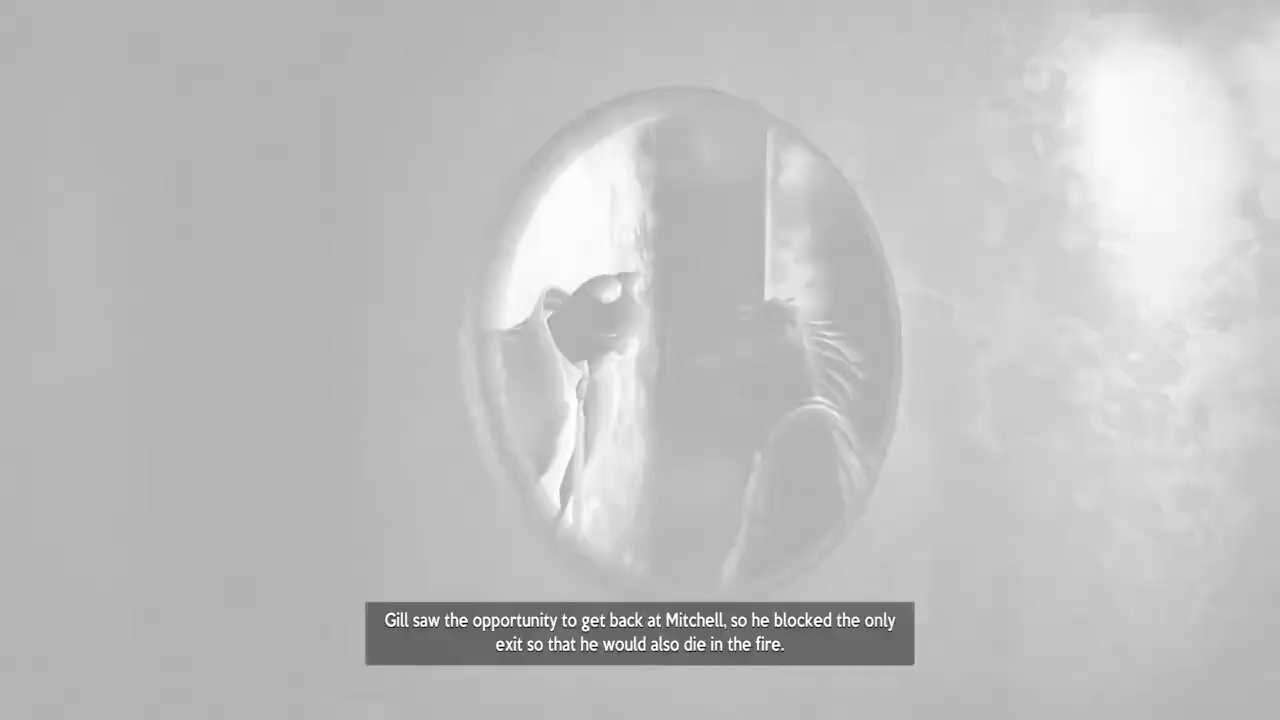 Gill saw the opportunity to get back at Mitchell, so he blocked the only
exit so that he would also die in the fire.